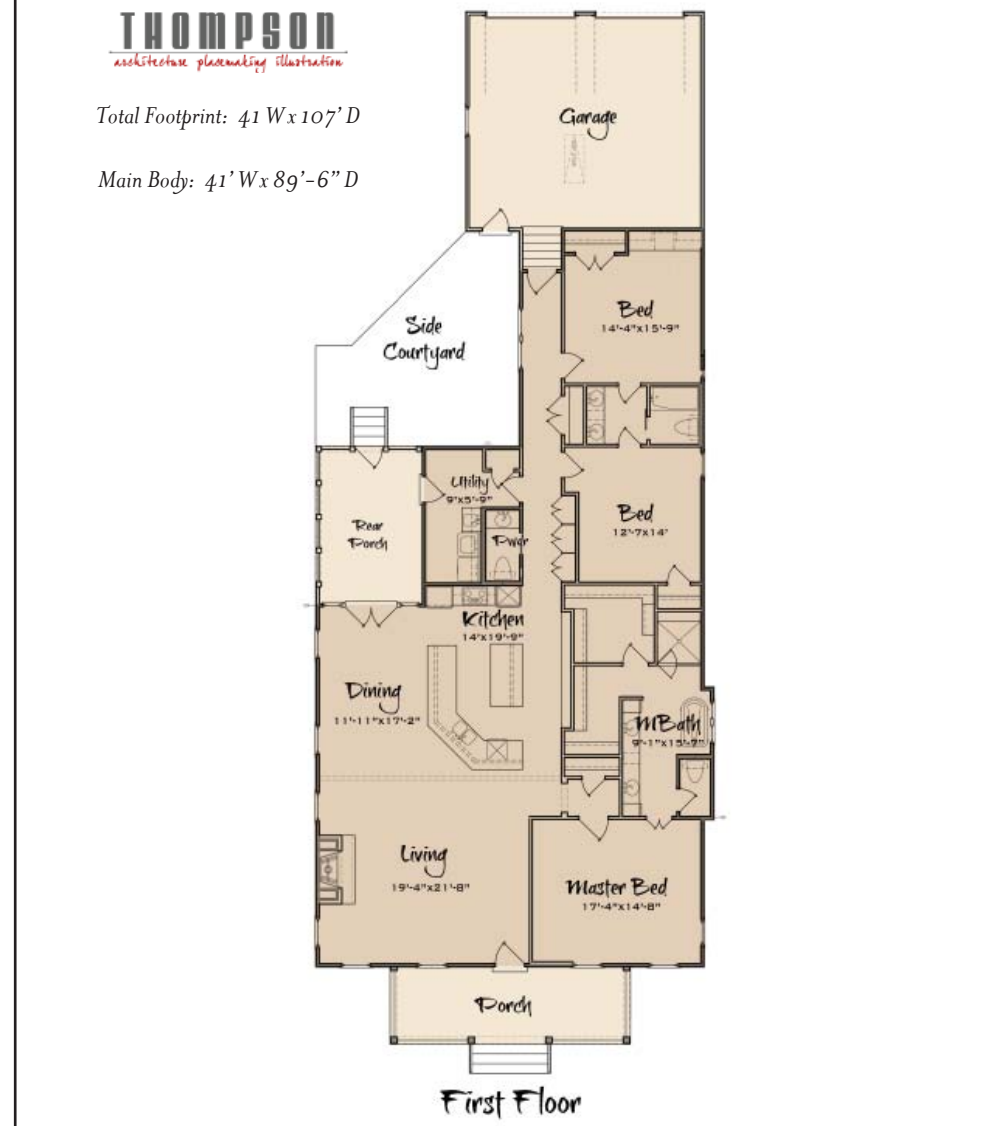 THOMPSON
architecture placemaking illustration
Total Footprint: 41 W x 107' D
Main Body: 41' W x 89'-6" D
Garage
Bed
14'-4"x15'-9"
Side
Courtyard
Utility
9'x5'-9"
Rear
Porch
Pwdr
Bed
12'-7"x14'
Kitchen
14'x19'-9"
Dining
11'-11"x17'-2"
MBath
9'-1"x15'-7"
Living
19'-4"x21'-8"
Master Bed
17'-4"x14'-8"
Porch
First Floor